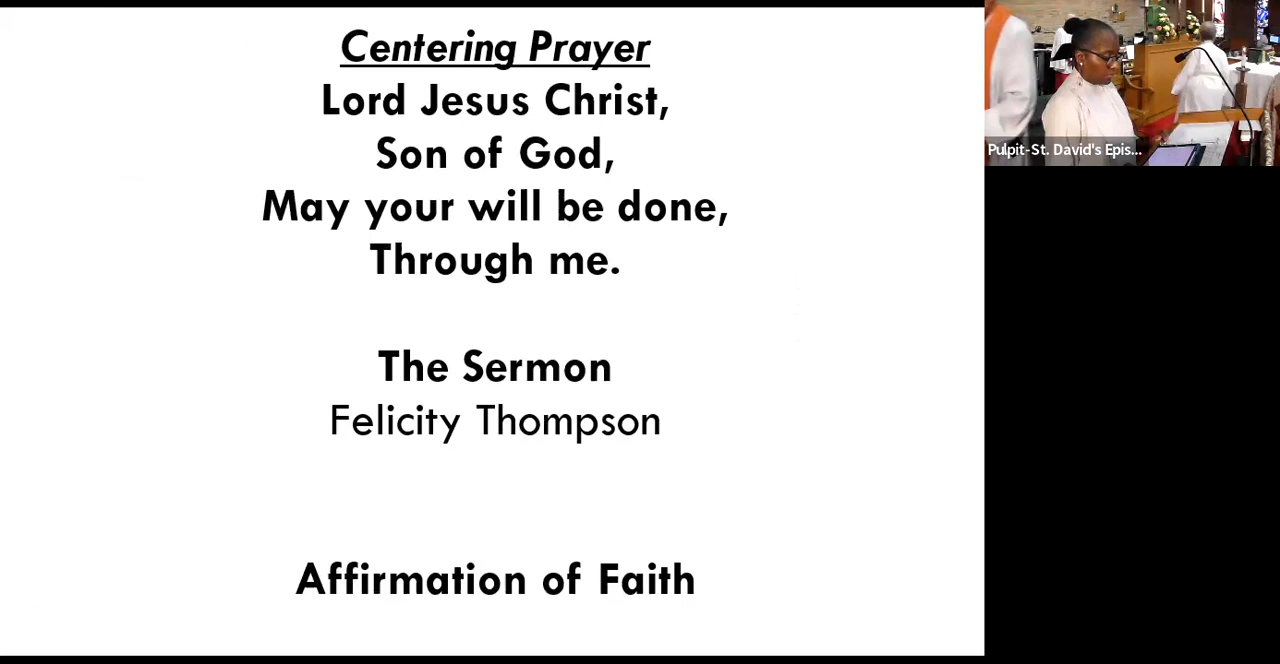 Centering Prayer
Lord Jesus Christ,
Son of God,
May your will be done,
Through me.
The Sermon
Felicity Thompson
Affirmation of Faith
Pulpit-St. David's Epis...